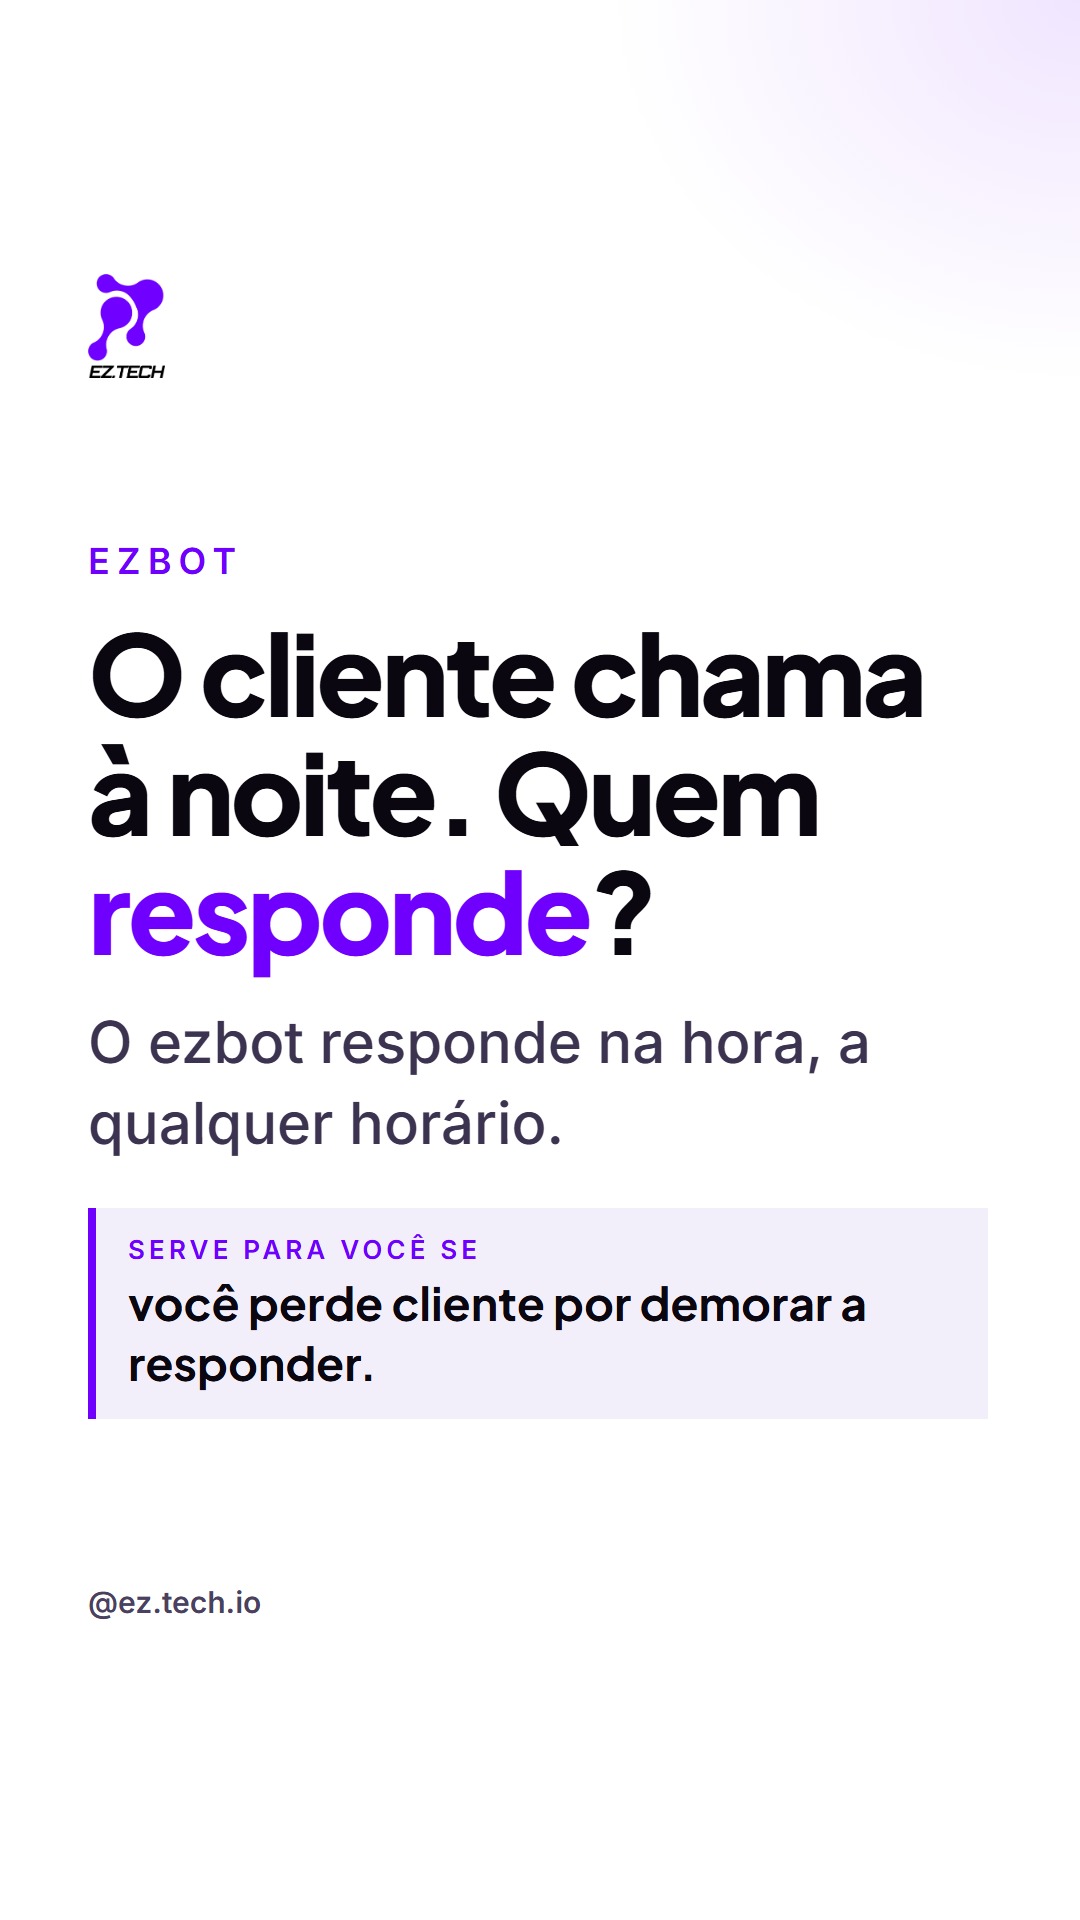 EZ.TECH
EZBOT
O cliente chama
à noite. Quem
responde?
O ezbot responde na hora, a
qualquer horário.
SERVE PARA VOCÊ SE
você perde cliente por demorar a
responder.
@ez.tech.io